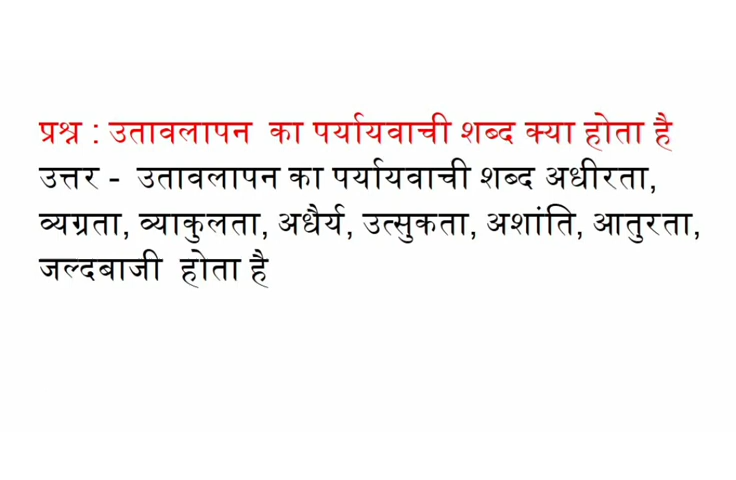 प्रश्न : उतावलापन का पर्यायवाची शब्द क्या होता है
उत्तर - उतावलापन का पर्यायवाची शब्द अधीरता,
व्यग्रता, व्याकुलता, अधैर्य, उत्सुकता, अशांति, आतुरता,
जल्दबाजी होता है